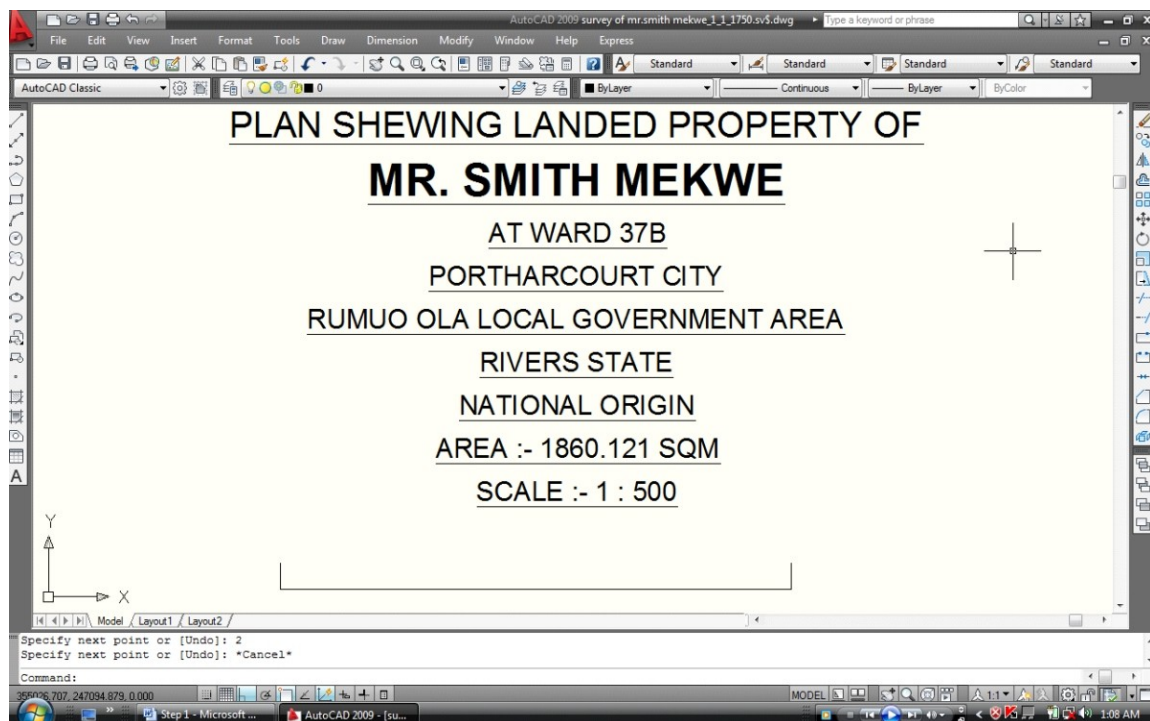 AutoCAD 2009 survey of mr.smith mekwe_1_1_1750.sv$.dwg
Type a keyword or phrase
File Edit View Insert Format Tools Draw Dimension Modify Window Help Express
Standard Standard Standard Standard
AutoCAD Classic 0 ByLayer Continuous ByLayer ByColor
PLAN SHEWING LANDED PROPERTY OF
MR. SMITH MEKWE
AT WARD 37B
PORTHARCOURT CITY
RUMUO OLA LOCAL GOVERNMENT AREA
RIVERS STATE
NATIONAL ORIGIN
AREA :- 1860.121 SQM
SCALE :- 1 : 500
A
Y
X
Model Layout1 Layout2
Specify next point or [Undo]: 2
Specify next point or [Undo]: *Cancel*
Command:
355026.707, 247094.879, 0.000 MODEL 1:1
Step 1 - Microsoft ... AutoCAD 2009 - [su... 1:08 AM